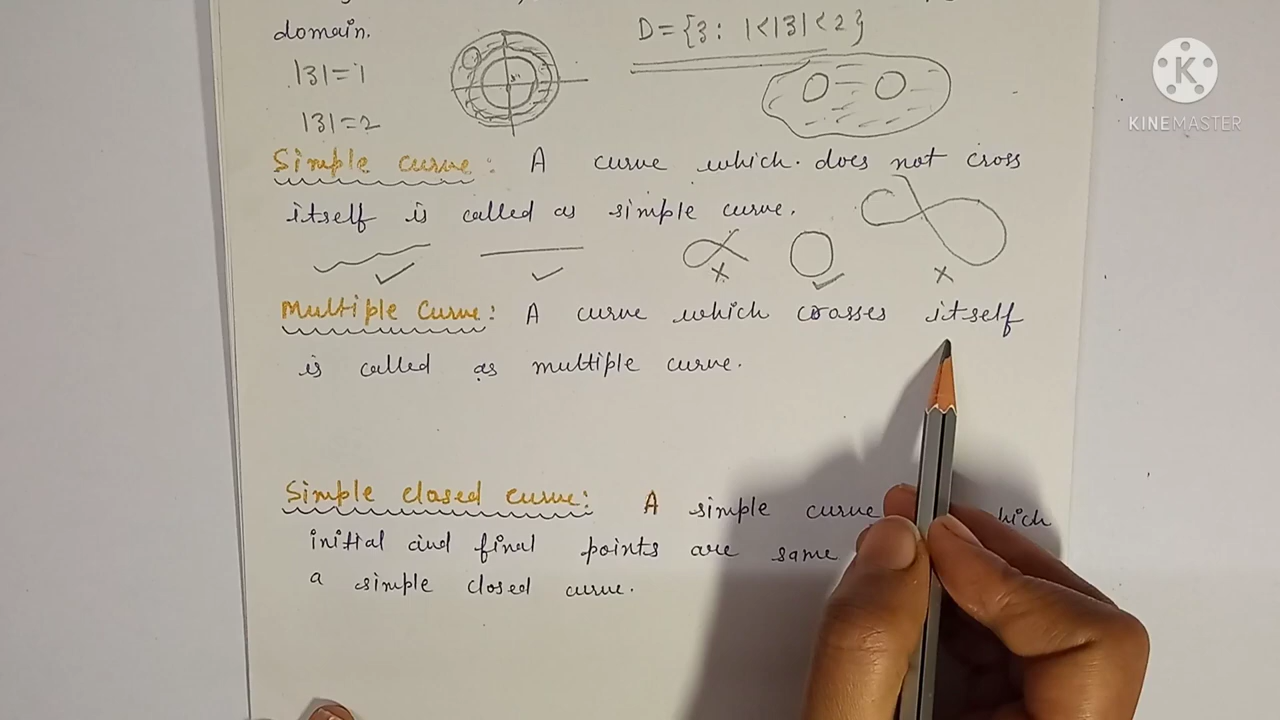 domain.
D = {z : 1 < |z| < 2}
|z| = 1
|z| = 2
Simple curve: A curve which does not cross
itself is called as simple curve.
Multiple curve: A curve which crosses itself
is called as multiple curve.
Simple closed curve: A simple curve which
initial and final points are same
a simple closed curve.
KINEMASTER